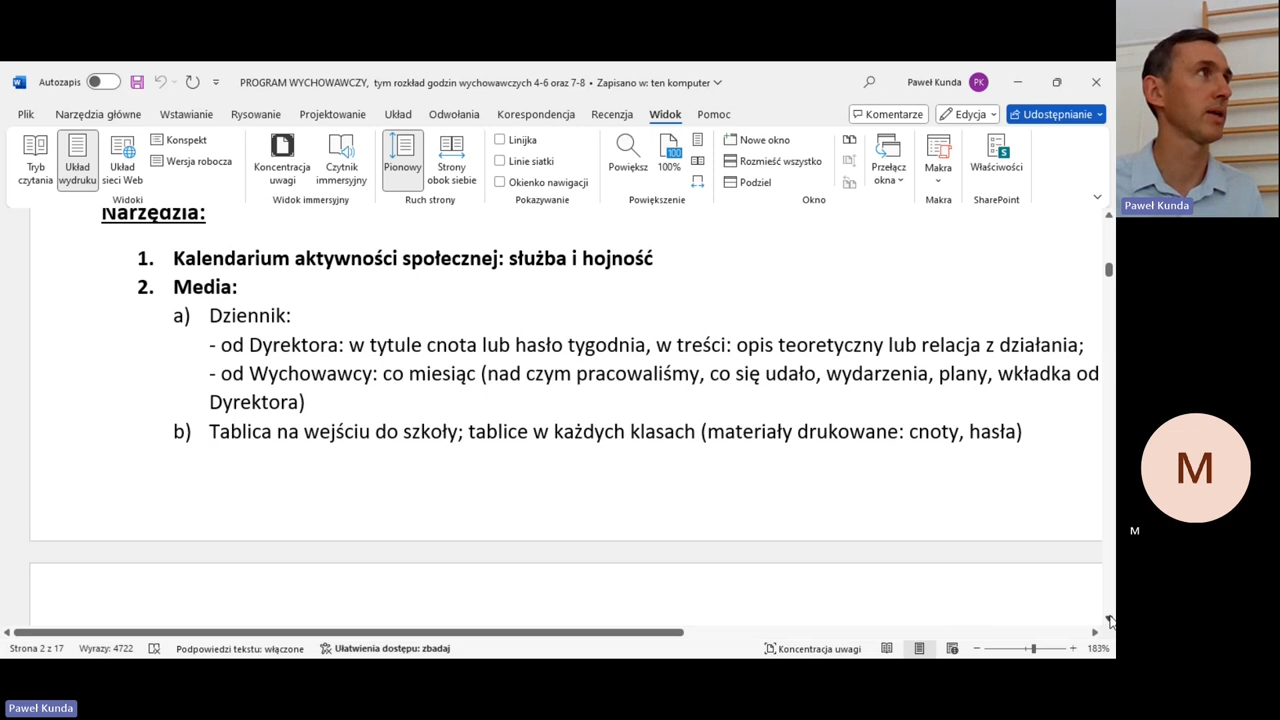 Autozapis
PROGRAM WYCHOWAWCZY, tym rozkład godzin wychowawczych 4-6 oraz 7-8 • Zapisano w: ten komputer
Paweł Kunda PK
Plik Narzędzia główne Wstawianie Rysowanie Projektowanie Układ Odwołania Korespondencja Recenzja Widok Pomoc
Komentarze Edycja Udostępnianie
Tryb czytania
Układ wydruku
Układ sieci Web
Konspekt
Wersja robocza
Widoki
Koncentracja uwagi
Czytnik immersyjny
Widok immersyjny
Pionowy
Strony obok siebie
Ruch strony
Linijka
Linie siatki
Okienko nawigacji
Pokazywanie
Powiększ
100
100%
Powiększenie
Nowe okno
Rozmieść wszystko
Podziel
Przełącz okna
Okno
Makra
Makra
Właściwości
SharePoint
Paweł Kunda
Narzędzia:
1. Kalendarium aktywności społecznej: służba i hojność
2. Media:
a) Dziennik:
- od Dyrektora: w tytule cnota lub hasło tygodnia, w treści: opis teoretyczny lub relacja z działania;
- od Wychowawcy: co miesiąc (nad czym pracowaliśmy, co się udało, wydarzenia, plany, wkładka od
Dyrektora)
b) Tablica na wejściu do szkoły; tablice w każdych klasach (materiały drukowane: cnoty, hasła)
M
M
Strona 2 z 17 Wyrazy: 4722 Podpowiedzi tekstu: włączone Ułatwienia dostępu: zbadaj Koncentracja uwagi 183%
Paweł Kunda